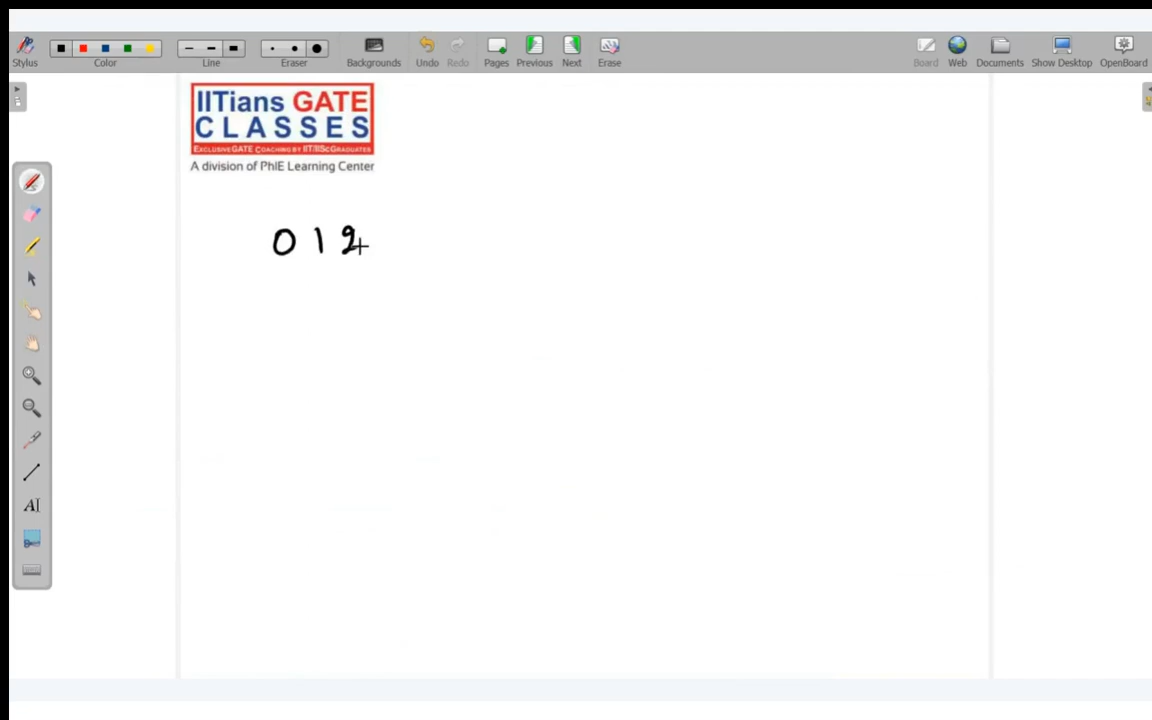 Stylus Color Line Eraser Backgrounds Undo Redo Pages Previous Next Erase Board Web Documents Show Desktop OpenBoard
IITians GATE
CLASSES
EXCLUSIVE GATE COACHING BY IIT/IISc GRADUATES
A division of PhIE Learning Center
0 1 2
AI